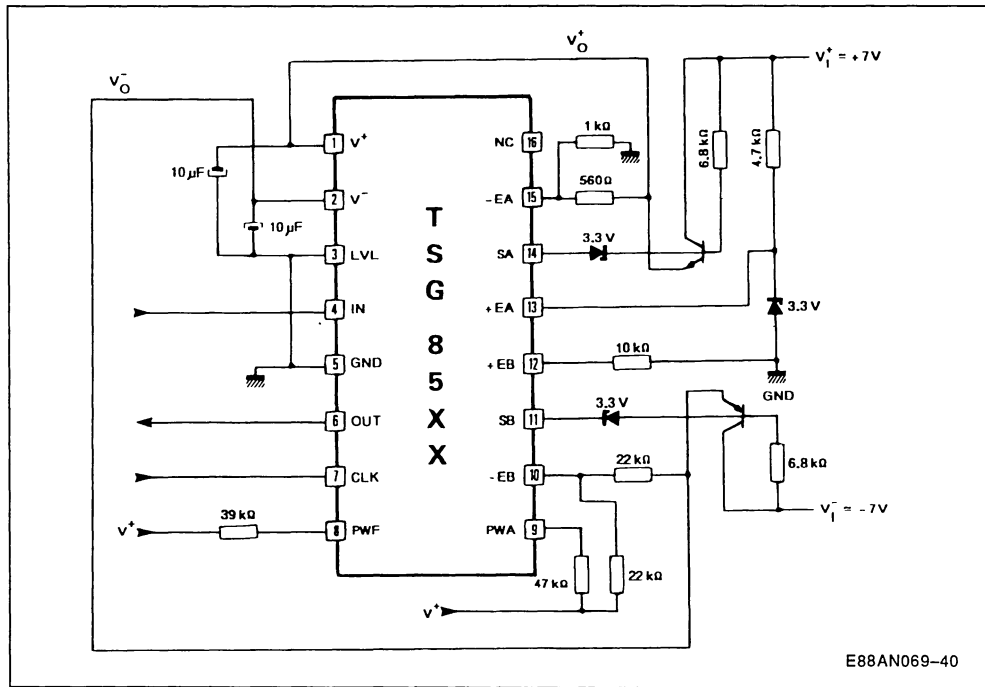 V_O^+
V_I^+ = +7V
V_O^-
1 V^+
NC 16
1 kΩ
6.8 kΩ
4.7 kΩ
10 µF
2 V^-
-EA 15
560 Ω
10 µF
T
S
G
8
5
X
X
3 LVL
SA 14
3.3 V
4 IN
+EA 13
3.3 V
5 GND
+EB 12
10 kΩ
GND
6 OUT
SB 11
3.3 V
7 CLK
-EB 10
22 kΩ
6.8 kΩ
V^+
39 kΩ
8 PWF
PWA 9
V_I^- = -7V
47 kΩ
22 kΩ
V^+
E88AN069-40